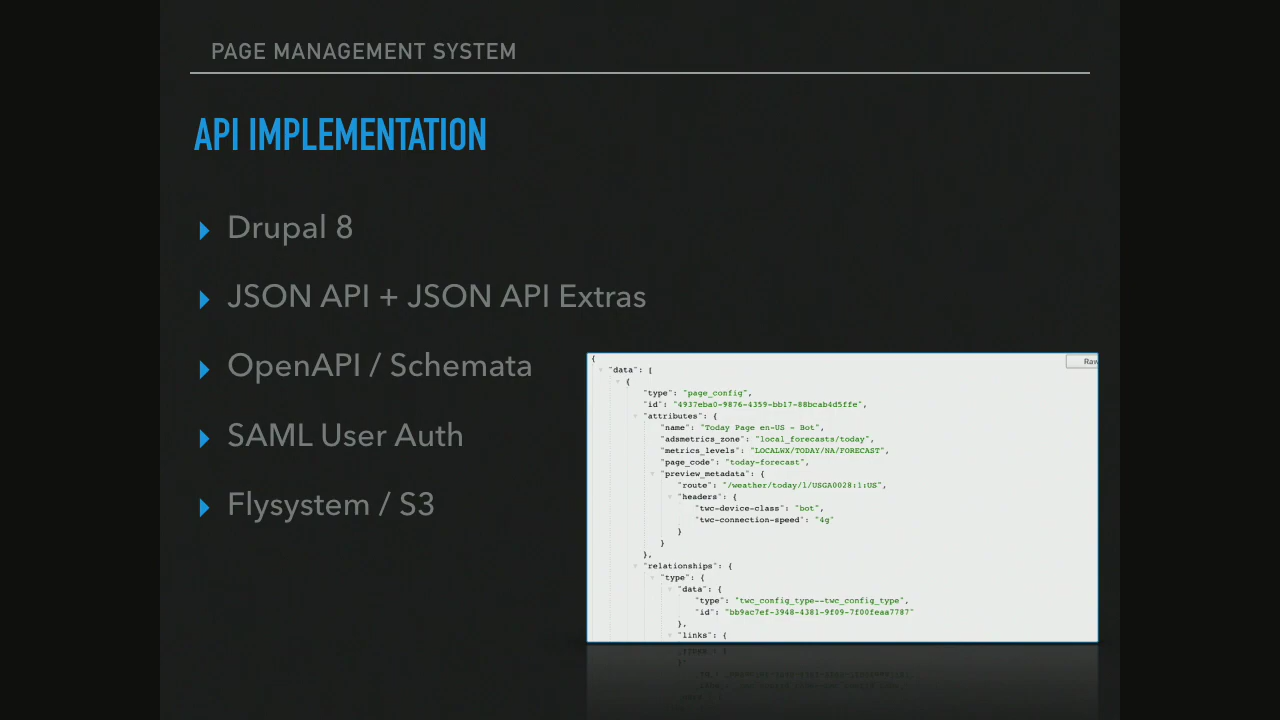 PAGE MANAGEMENT SYSTEM
API IMPLEMENTATION
Drupal 8
JSON API + JSON API Extras
OpenAPI / Schemata
SAML User Auth
Flysystem / S3
{
Raw
"data": [
{
"type": "page_config",
"id": "4937eba0-9876-4359-bb17-88bcab4d5ffe",
"attributes": {
"name": "Today Page en-US - Bot",
"adsmetrics_zone": "local_forecasts/today",
"metrics_levels": "LOCALWX/TODAY/NA/FORECAST",
"page_code": "today-forecast",
"preview_metadata": {
"route": "/weather/today/l/USGA0028:1:US",
"headers": {
"twc-device-class": "bot",
"twc-connection-speed": "4g"
}
}
},
"relationships": {
"type": {
"data": {
"type": "twc_config_type--twc_config_type",
"id": "bb9ac7ef-3948-4381-9f09-7f00feaa7787"
},
"links": {